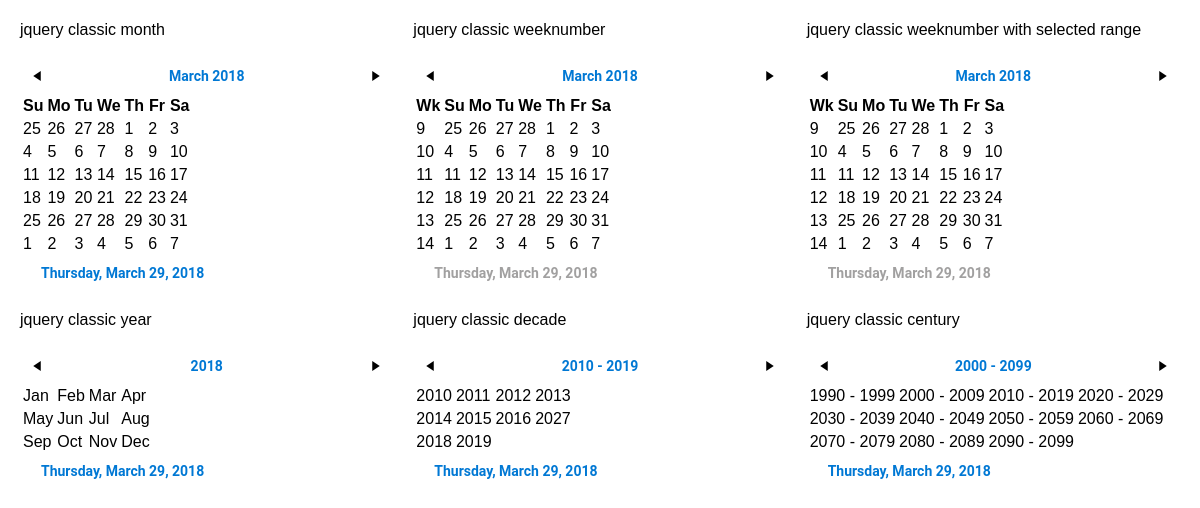 jquery classic month
March 2018
Su Mo Tu We Th Fr Sa
25 26 27 28 1 2 3
4 5 6 7 8 9 10
11 12 13 14 15 16 17
18 19 20 21 22 23 24
25 26 27 28 29 30 31
1 2 3 4 5 6 7
Thursday, March 29, 2018
jquery classic weeknumber
March 2018
Wk Su Mo Tu We Th Fr Sa
9 25 26 27 28 1 2 3
10 4 5 6 7 8 9 10
11 11 12 13 14 15 16 17
12 18 19 20 21 22 23 24
13 25 26 27 28 29 30 31
14 1 2 3 4 5 6 7
Thursday, March 29, 2018
jquery classic weeknumber with selected range
March 2018
Wk Su Mo Tu We Th Fr Sa
9 25 26 27 28 1 2 3
10 4 5 6 7 8 9 10
11 11 12 13 14 15 16 17
12 18 19 20 21 22 23 24
13 25 26 27 28 29 30 31
14 1 2 3 4 5 6 7
Thursday, March 29, 2018
jquery classic year
2018
Jan Feb Mar Apr
May Jun Jul Aug
Sep Oct Nov Dec
Thursday, March 29, 2018
jquery classic decade
2010 - 2019
2010 2011 2012 2013
2014 2015 2016 2027
2018 2019
Thursday, March 29, 2018
jquery classic century
2000 - 2099
1990 - 1999 2000 - 2009 2010 - 2019 2020 - 2029
2030 - 2039 2040 - 2049 2050 - 2059 2060 - 2069
2070 - 2079 2080 - 2089 2090 - 2099
Thursday, March 29, 2018